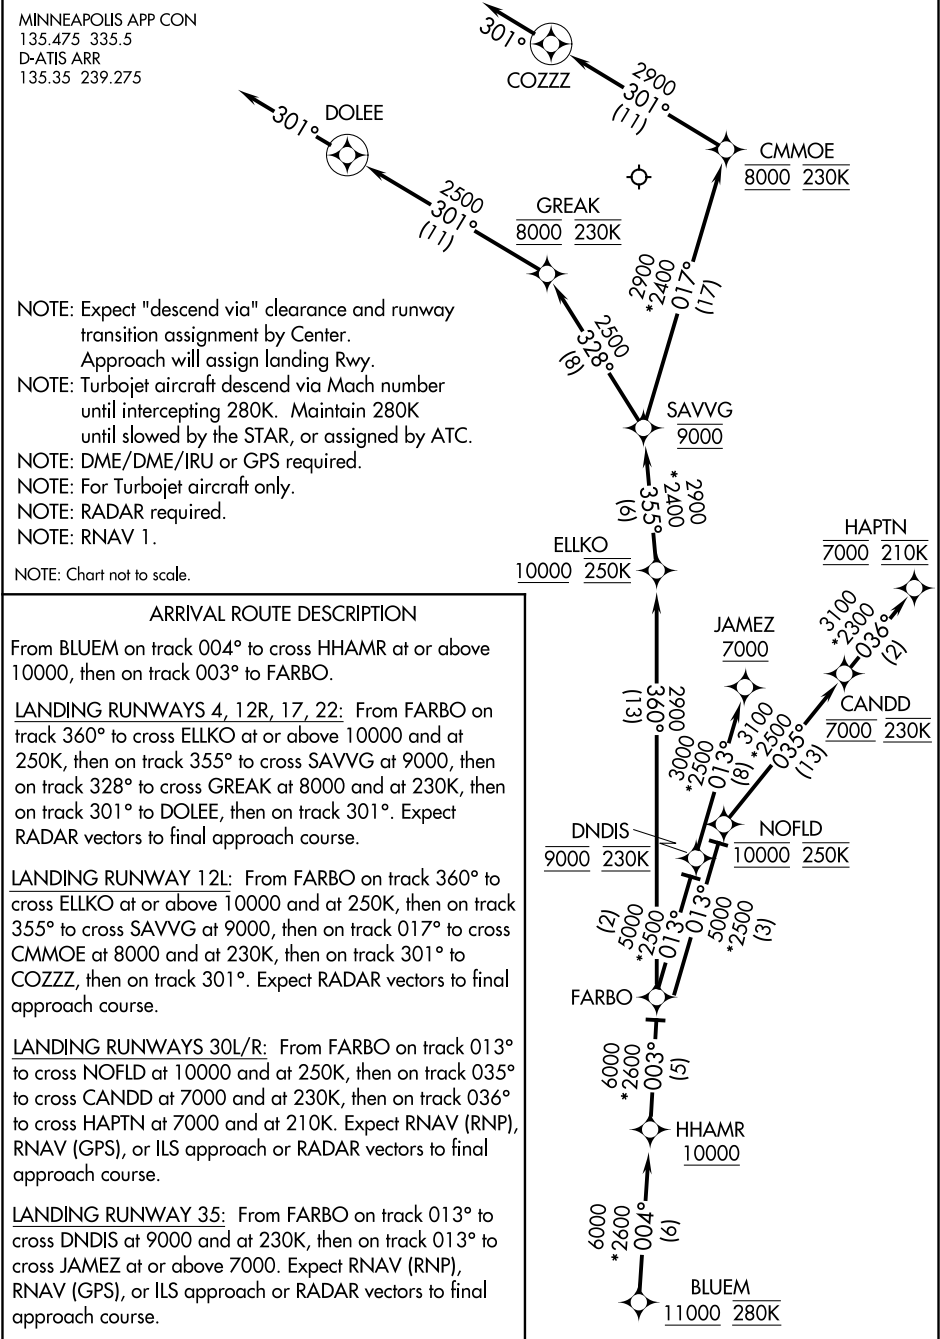 MINNEAPOLIS APP CON
135.475 335.5
D-ATIS ARR
135.35 239.275
301°
COZZZ
2900
301°
(11)
CMMOE
8000 230K
301°
DOLEE
2500
301°
(11)
GREAK
8000 230K
2900
*2400
017°
(17)
2500
328°
(8)
SAVVG
9000
NOTE: Expect "descend via" clearance and runway
transition assignment by Center.
Approach will assign landing Rwy.
NOTE: Turbojet aircraft descend via Mach number
until intercepting 280K. Maintain 280K
until slowed by the STAR, or assigned by ATC.
NOTE: DME/DME/IRU or GPS required.
NOTE: For Turbojet aircraft only.
NOTE: RADAR required.
NOTE: RNAV 1.
NOTE: Chart not to scale.
2900
*2400
355°
(6)
ELLKO
10000 250K
HAPTN
7000 210K
3100
*2300
036°
(2)
JAMEZ
7000
CANDD
7000 230K
2900
360°
(13)
3000
*2500
013°
(8)
3100
*2500
035°
(13)
DNDIS
9000 230K
NOFLD
10000 250K
(2)
5000
*2500
013°
013°
5000
*2500
(3)
FARBO
6000
*2600
003°
(5)
HHAMR
10000
6000
*2600
004°
(6)
BLUEM
11000 280K
ARRIVAL ROUTE DESCRIPTION
From BLUEM on track 004° to cross HHAMR at or above
10000, then on track 003° to FARBO.
LANDING RUNWAYS 4, 12R, 17, 22: From FARBO on
track 360° to cross ELLKO at or above 10000 and at
250K, then on track 355° to cross SAVVG at 9000, then
on track 328° to cross GREAK at 8000 and at 230K, then
on track 301° to DOLEE, then on track 301°. Expect
RADAR vectors to final approach course.
LANDING RUNWAY 12L: From FARBO on track 360° to
cross ELLKO at or above 10000 and at 250K, then on track
355° to cross SAVVG at 9000, then on track 017° to cross
CMMOE at 8000 and at 230K, then on track 301° to
COZZZ, then on track 301°. Expect RADAR vectors to final
approach course.
LANDING RUNWAYS 30L/R: From FARBO on track 013°
to cross NOFLD at 10000 and at 250K, then on track 035°
to cross CANDD at 7000 and at 230K, then on track 036°
to cross HAPTN at 7000 and at 210K. Expect RNAV (RNP),
RNAV (GPS), or ILS approach or RADAR vectors to final
approach course.
LANDING RUNWAY 35: From FARBO on track 013° to
cross DNDIS at 9000 and at 230K, then on track 013° to
cross JAMEZ at or above 7000. Expect RNAV (RNP),
RNAV (GPS), or ILS approach or RADAR vectors to final
approach course.